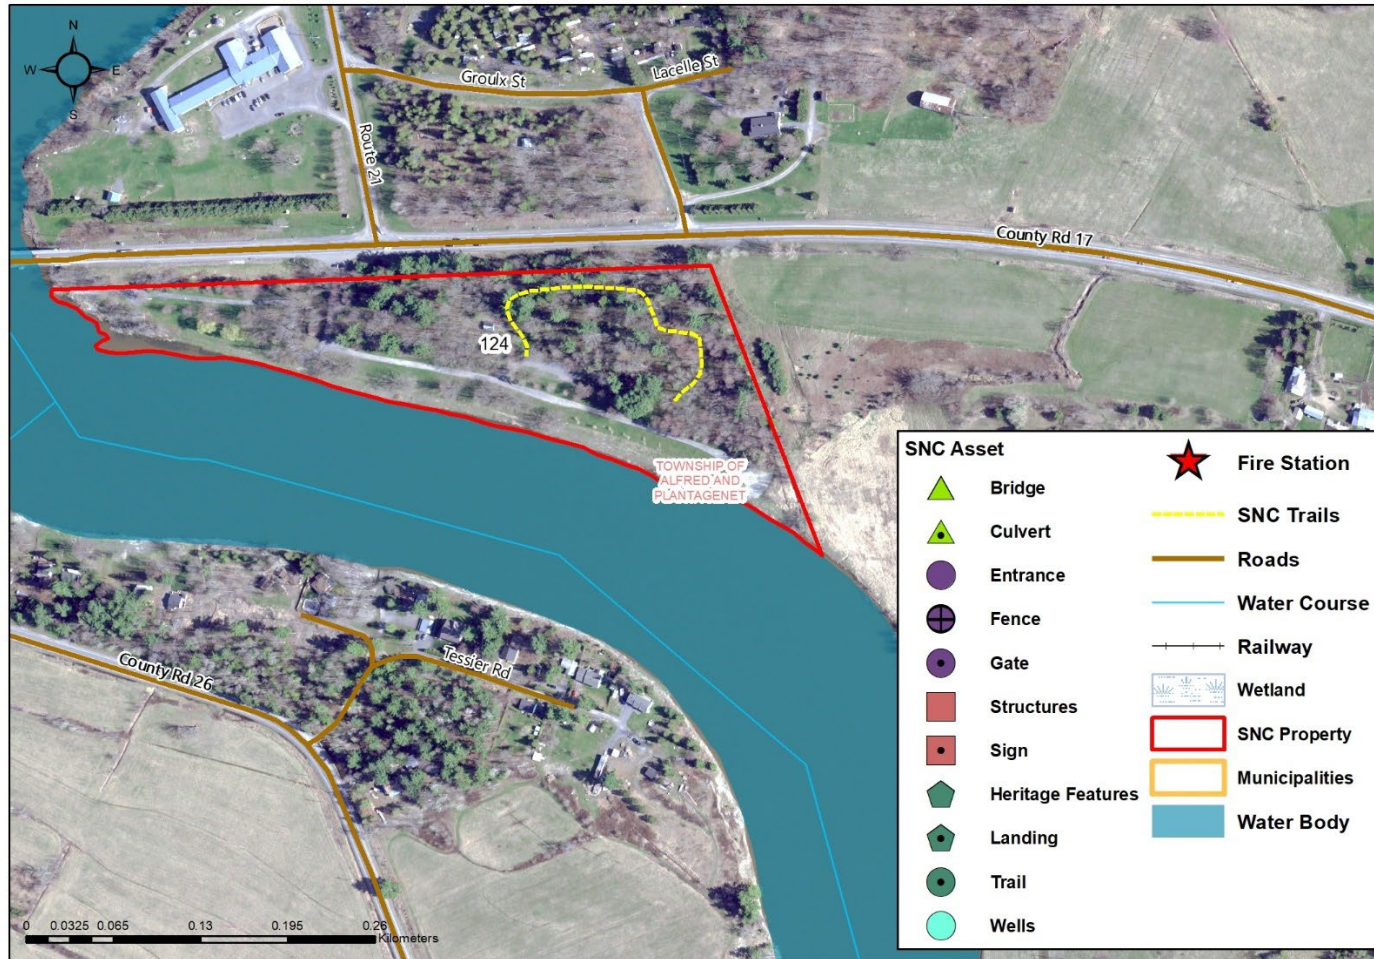 N
W E
S
Groulx St
Lacelle St
Route 21
County Rd 17
124
TOWNSHIP OF
ALFRED AND
PLANTAGENET
Tessier Rd
County Rd 26
0 0.0325 0.065 0.13 0.195 0.26
Kilometers
SNC Asset
Bridge
Culvert
Entrance
Fence
Gate
Structures
Sign
Heritage Features
Landing
Trail
Wells
Fire Station
SNC Trails
Roads
Water Course
Railway
Wetland
SNC Property
Municipalities
Water Body